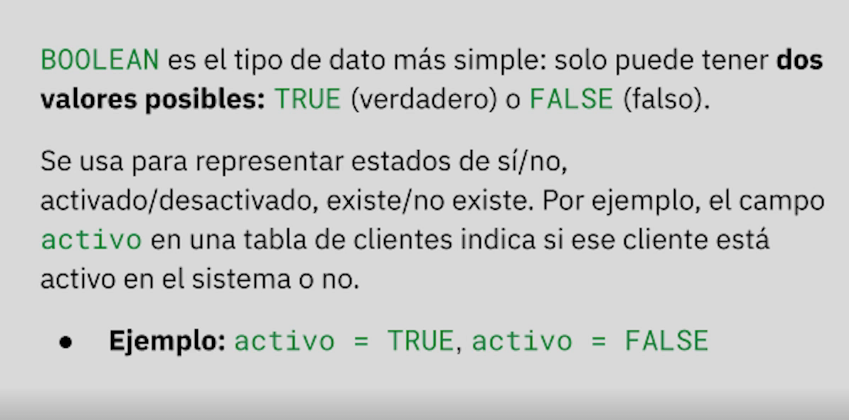 BOOLEAN es el tipo de dato más simple: solo puede tener dos
valores posibles: TRUE (verdadero) o FALSE (falso).
Se usa para representar estados de sí/no,
activado/desactivado, existe/no existe. Por ejemplo, el campo
activo en una tabla de clientes indica si ese cliente está
activo en el sistema o no.
● Ejemplo: activo = TRUE, activo = FALSE